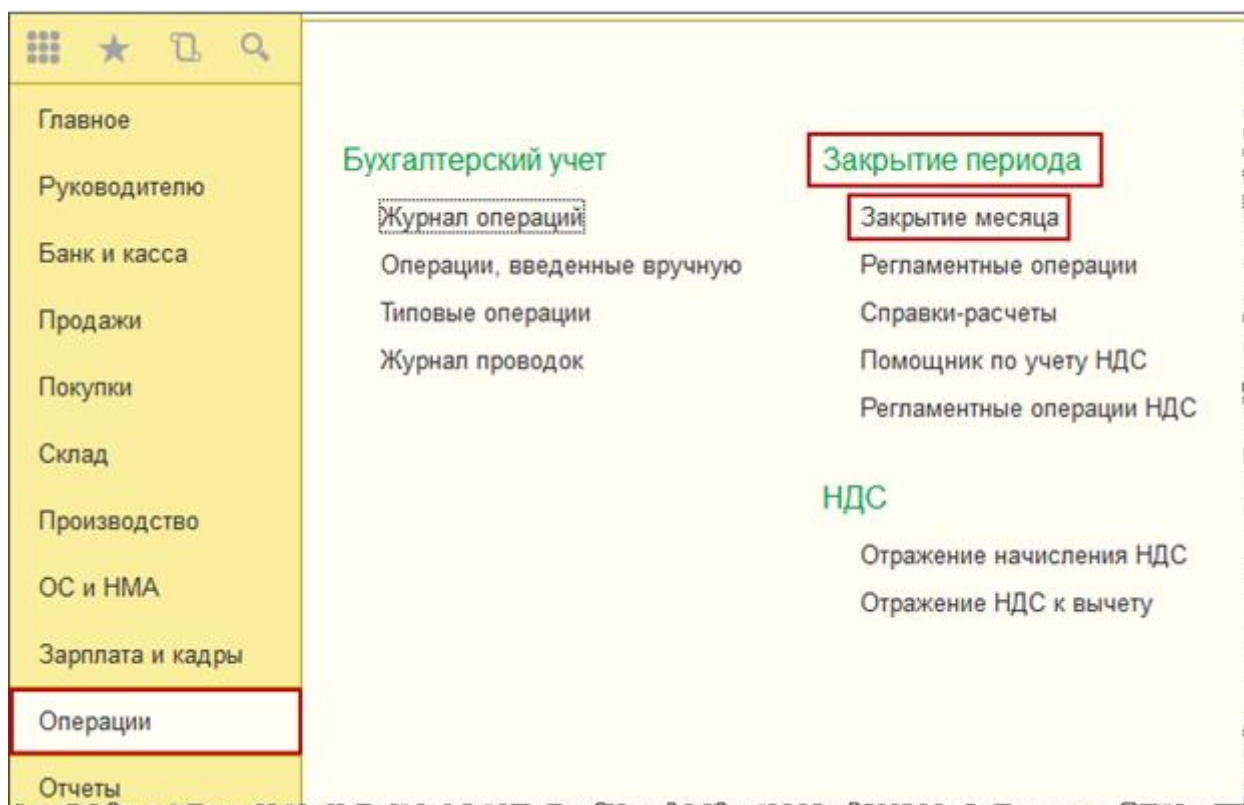 Главное
Руководителю
Банк и касса
Продажи
Покупки
Склад
Производство
ОС и НМА
Зарплата и кадры
Операции
Отчеты
Бухгалтерский учет
Журнал операций
Операции, введенные вручную
Типовые операции
Журнал проводок
Закрытие периода
Закрытие месяца
Регламентные операции
Справки-расчеты
Помощник по учету НДС
Регламентные операции НДС
НДС
Отражение начисления НДС
Отражение НДС к вычету